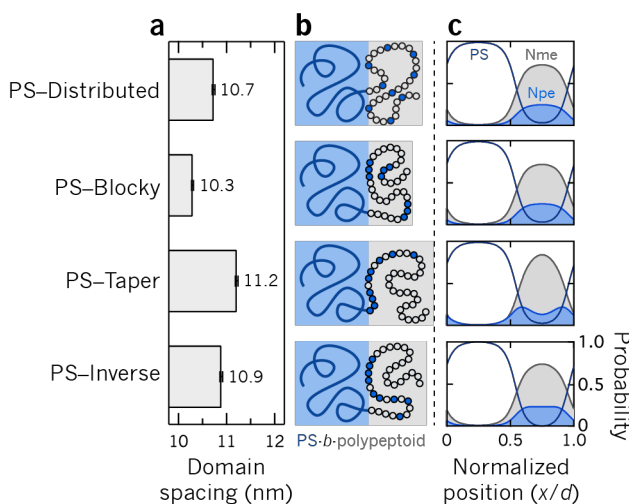 a
b
c
PS–Distributed
10.7
PS
Nme
Npe
PS–Blocky
10.3
PS–Taper
11.2
PS–Inverse
10.9
1.0
0.5
0
Probability
10
11
12
PS-b-polypeptoid
0
0.5
1.0
Domain
spacing (nm)
Normalized
position (x/d)